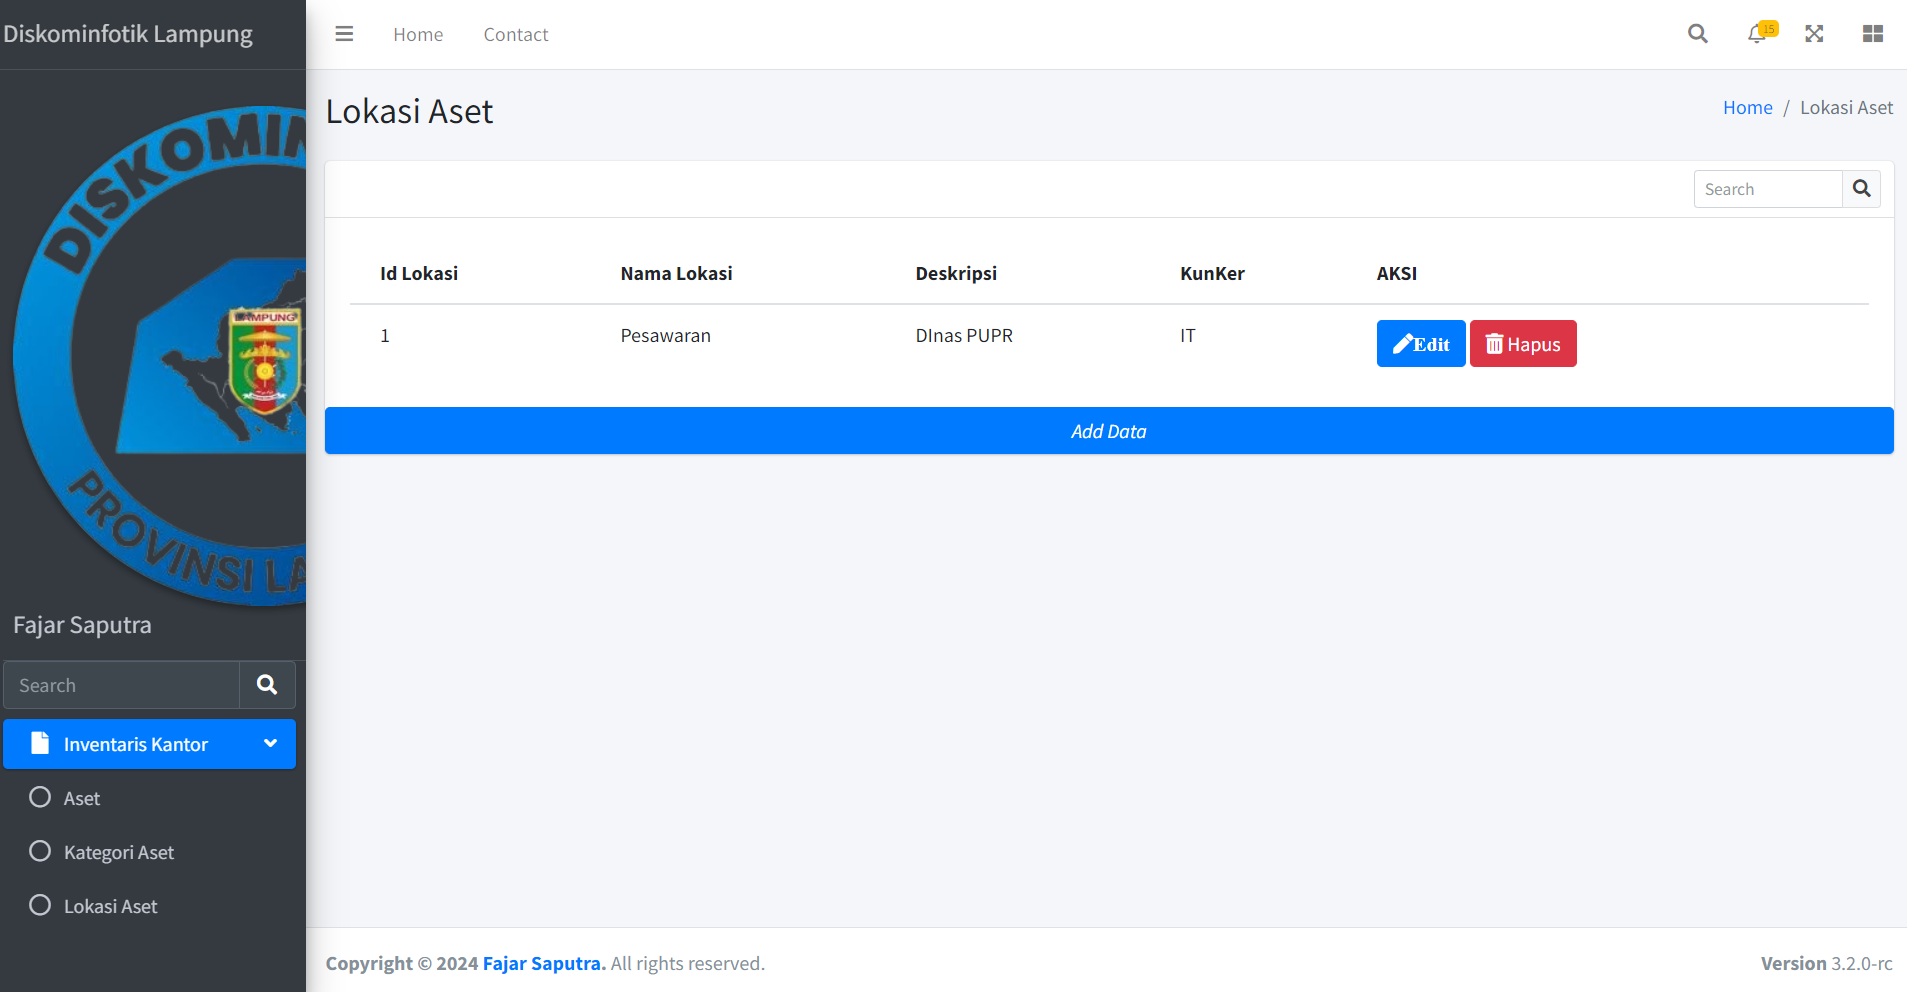 Diskominfotik Lampung
Home
Contact
15
DISKOMIN
LAMPUNG
PROVINSI LA
Fajar Saputra
Search
Inventaris Kantor
Aset
Kategori Aset
Lokasi Aset
Lokasi Aset
Home / Lokasi Aset
Search
Id Lokasi Nama Lokasi Deskripsi KunKer AKSI
1 Pesawaran DInas PUPR IT Edit Hapus
Add Data
Copyright © 2024 Fajar Saputra. All rights reserved.
Version 3.2.0-rc